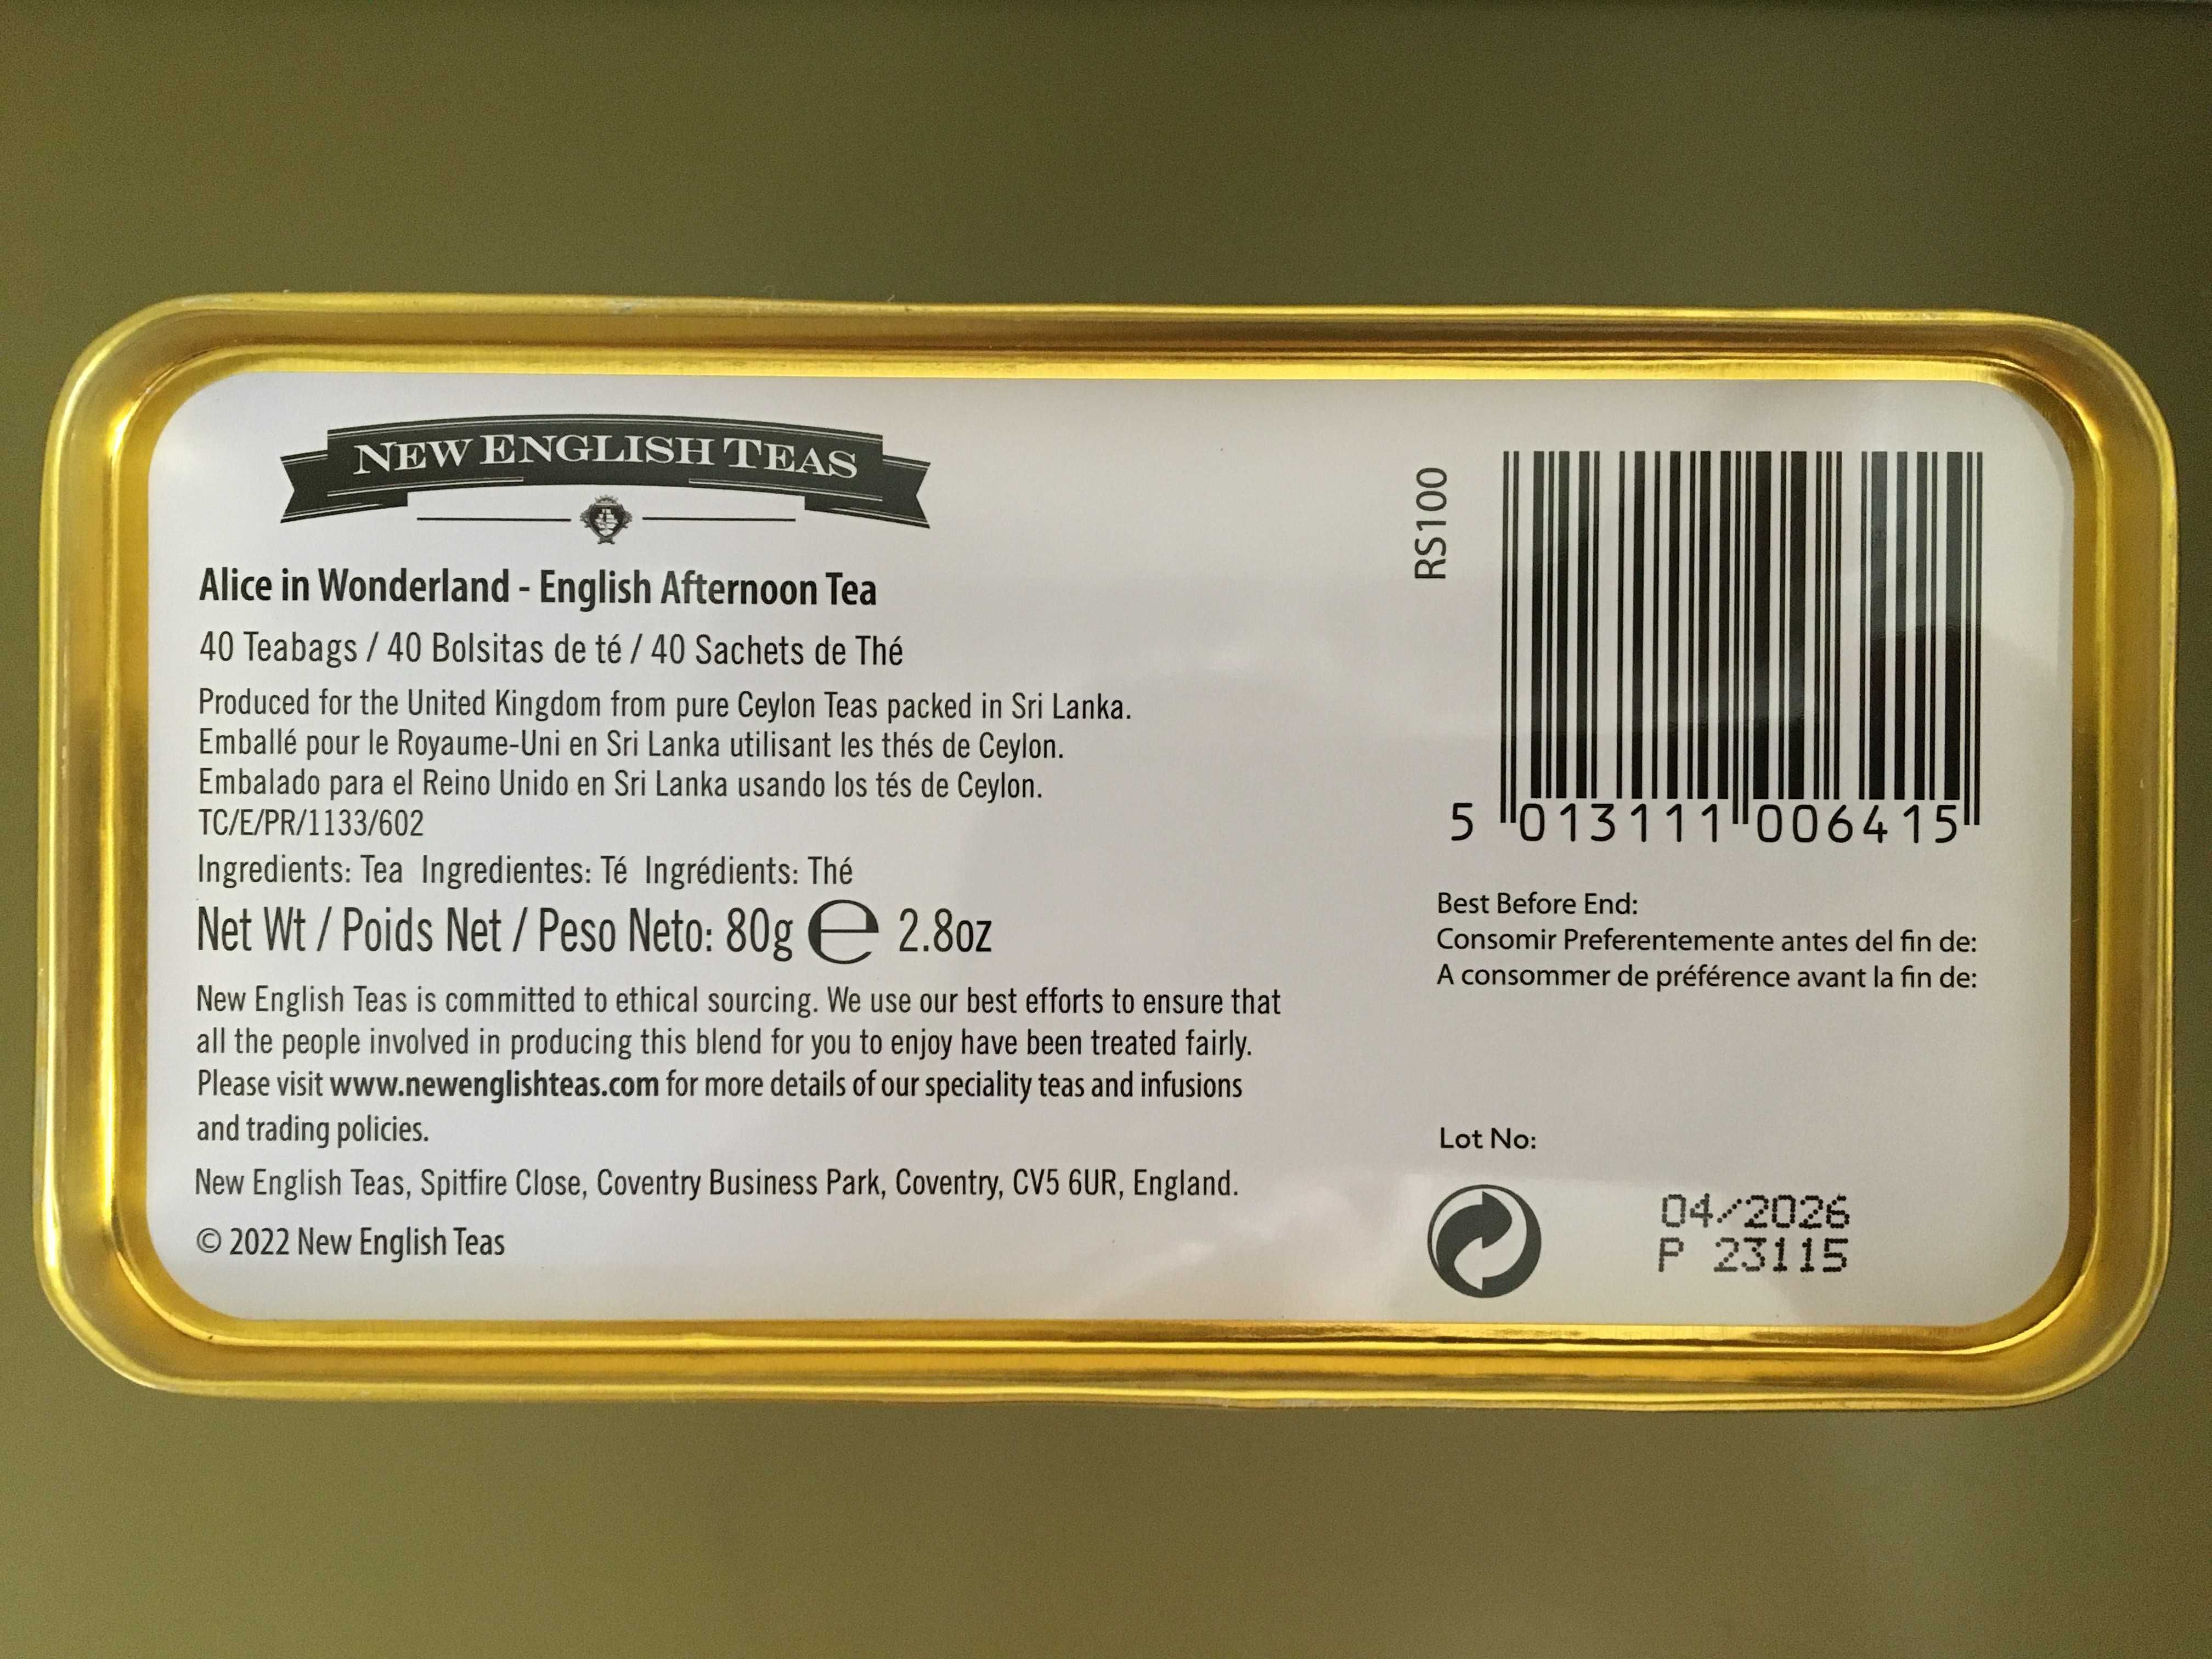 NEW ENGLISH TEAS
Alice in Wonderland - English Afternoon Tea
40 Teabags / 40 Bolsitas de té / 40 Sachets de Thé
Produced for the United Kingdom from pure Ceylon Teas packed in Sri Lanka.
Emballé pour le Royaume-Uni en Sri Lanka utilisant les thés de Ceylon.
Embalado para el Reino Unido en Sri Lanka usando los tés de Ceylon.
TC/E/PR/1133/602
Ingredients: Tea Ingredientes: Té Ingrédients: Thé
Net Wt / Poids Net / Peso Neto: 80g ℮ 2.8oz
New English Teas is committed to ethical sourcing. We use our best efforts to ensure that
all the people involved in producing this blend for you to enjoy have been treated fairly.
Please visit www.newenglishteas.com for more details of our speciality teas and infusions
and trading policies.
New English Teas, Spitfire Close, Coventry Business Park, Coventry, CV5 6UR, England.
© 2022 New English Teas
RS100
5 013111 006415
Best Before End:
Consomir Preferentemente antes del fin de:
A consommer de préférence avant la fin de:
Lot No:
04/2026
P 23115